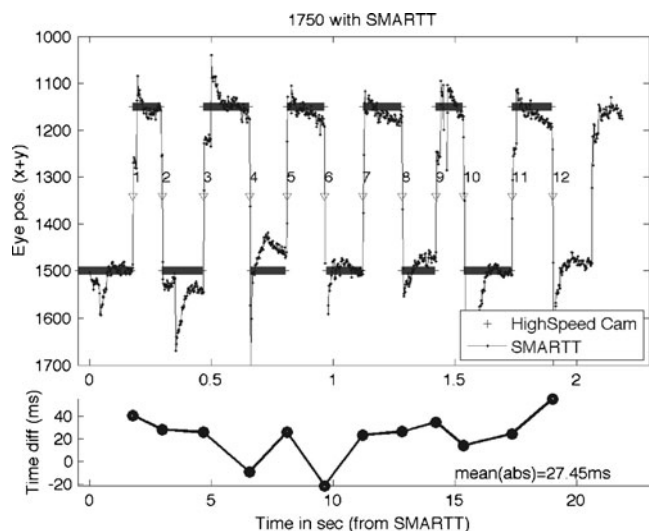 1750 with SMARTT
Eye pos. (x+y)
1000
1100
1200
1300
1400
1500
1600
1700
1 2 3 4 5 6 7 8 9 10 11 12
HighSpeed Cam
SMARTT
0 0.5 1 1.5 2
Time diff (ms)
40
20
0
-20
mean(abs)=27.45ms
0 5 10 15 20
Time in sec (from SMARTT)